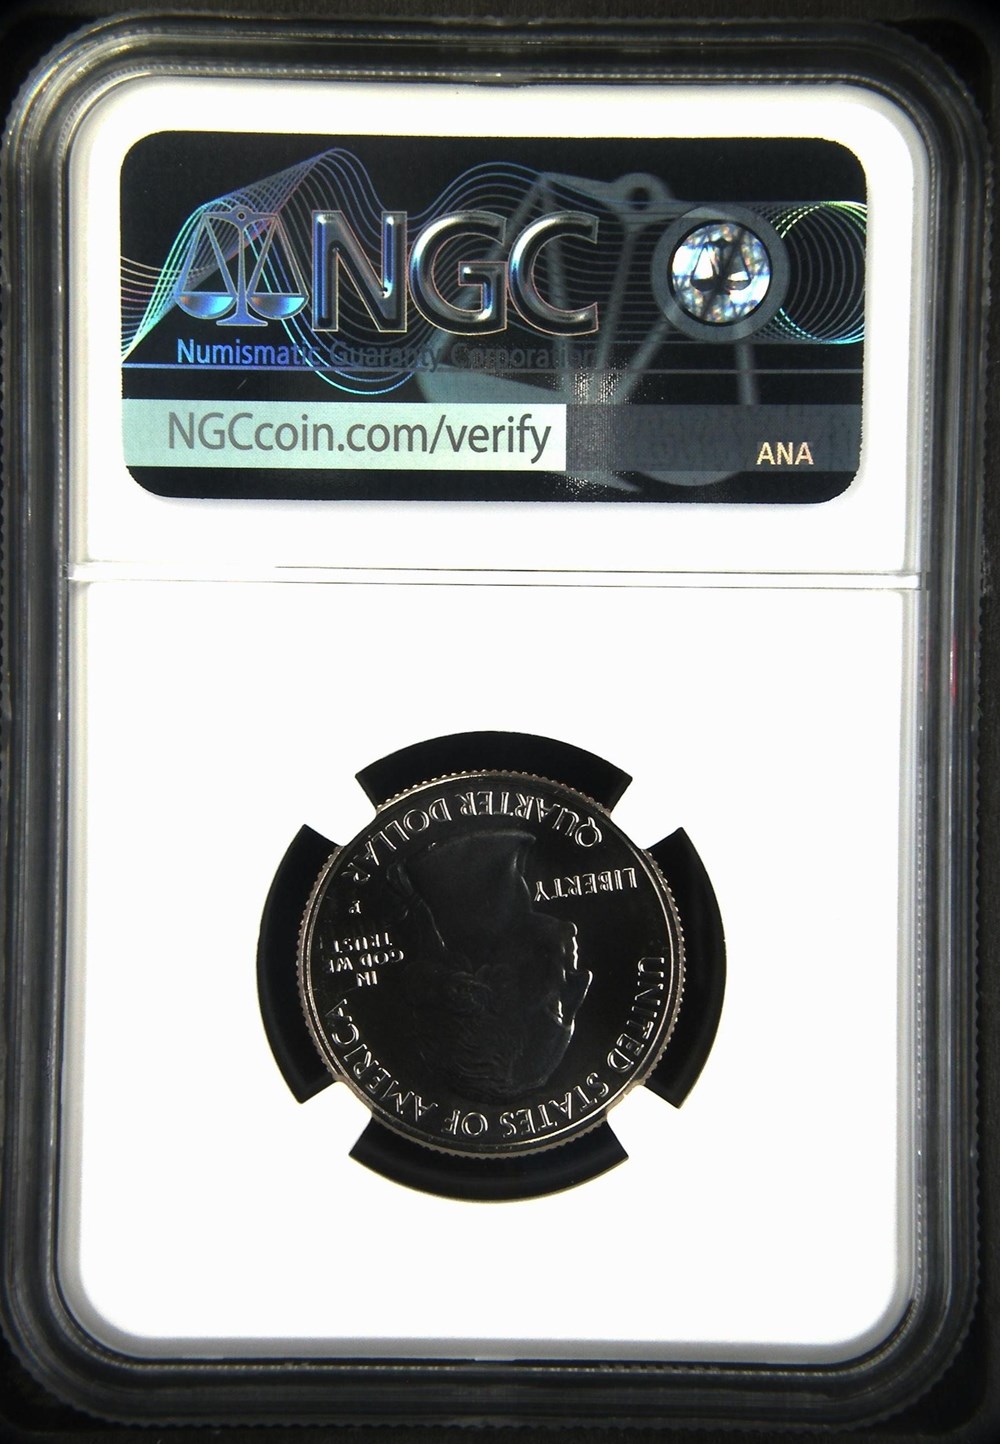 NGC
Numismatic Guaranty Corporation
NGCcoin.com/verify
ANA
QUARTER DOLLAR
LIBERTY
P
IN
GOD WE
TRUST
UNITED STATES OF AMERICA